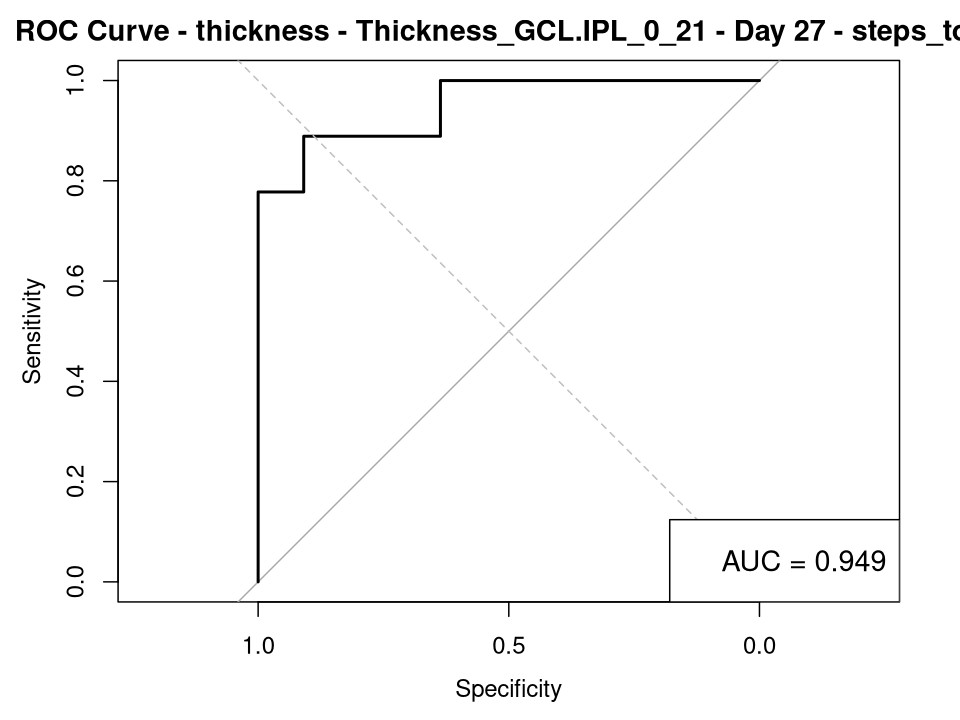 ROC Curve - thickness - Thickness_GCL.IPL_0_21 - Day 27 - steps_to
1.0
0.8
0.6
0.4
0.2
0.0
Sensitivity
AUC = 0.949
1.0 0.5 0.0
Specificity